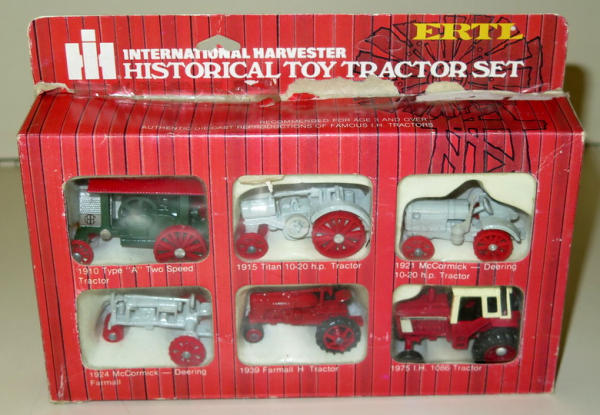 ERTL
IH INTERNATIONAL HARVESTER
HISTORICAL TOY TRACTOR SET
RECOMMENDED FOR AGE 3 AND OVER
AUTHENTIC DIE-CAST REPRODUCTIONS OF FAMOUS I.H. TRACTORS
1910 Type "A" Two Speed
Tractor
1915 Titan 10-20 h.p. Tractor
1921 McCormick — Deering
10-20 h.p. Tractor
1924 McCormick — Deering
Farmall
1939 Farmall H Tractor
1975 I.H. 1086 Tractor